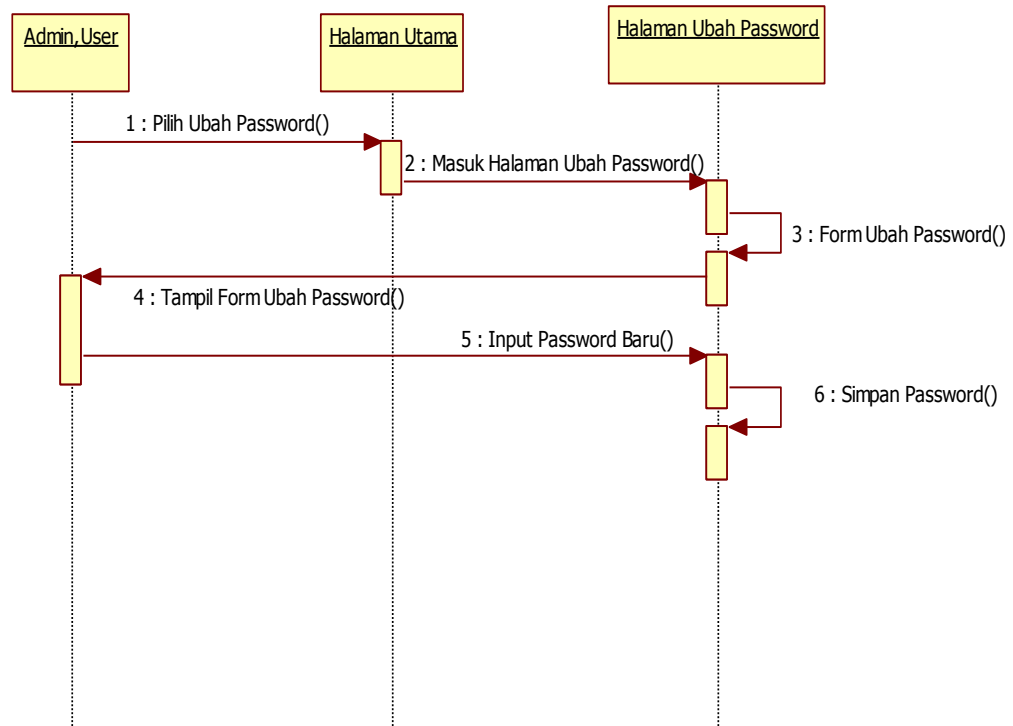 Admin,User
Halaman Utama
Halaman Ubah Password
1 : Pilih Ubah Password()
2 : Masuk Halaman Ubah Password()
3 : Form Ubah Password()
4 : Tampil Form Ubah Password()
5 : Input Password Baru()
6 : Simpan Password()